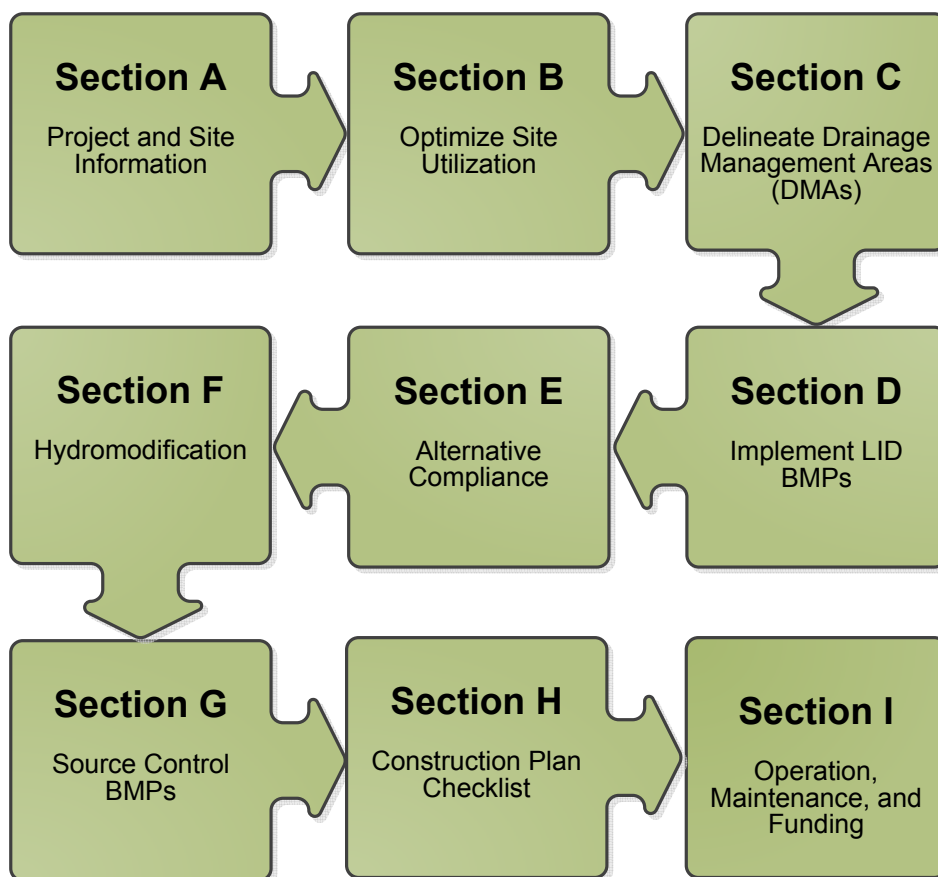 Section A
Project and Site
Information
Section B
Optimize Site
Utilization
Section C
Delineate Drainage
Management Areas
(DMAs)
Section D
Implement LID
BMPs
Section E
Alternative
Compliance
Section F
Hydromodification
Section G
Source Control
BMPs
Section H
Construction Plan
Checklist
Section I
Operation,
Maintenance, and
Funding